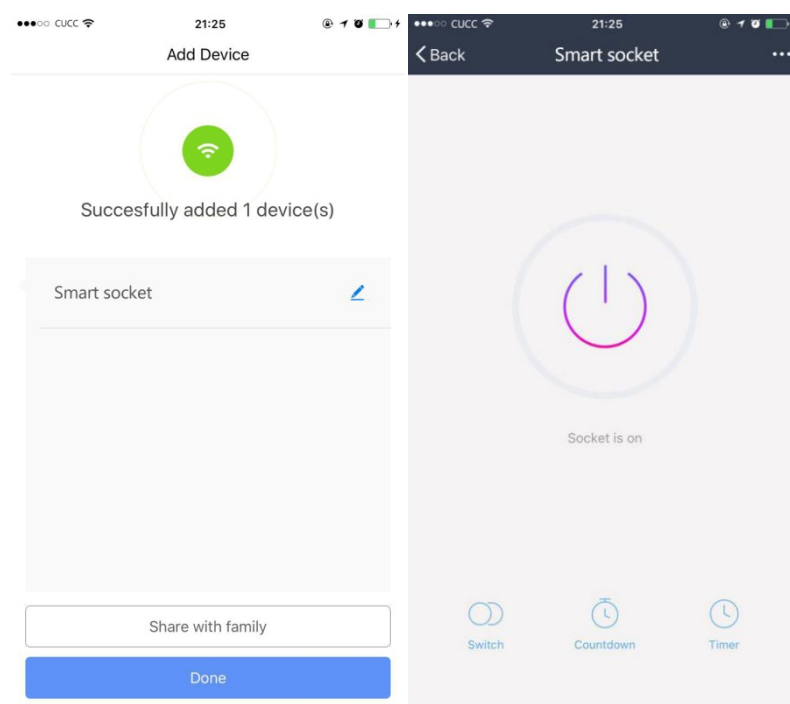 CUCC 21:25
Add Device
Succesfully added 1 device(s)
Smart socket
Share with family
Done
CUCC 21:25
Back Smart socket
Socket is on
Switch Countdown Timer